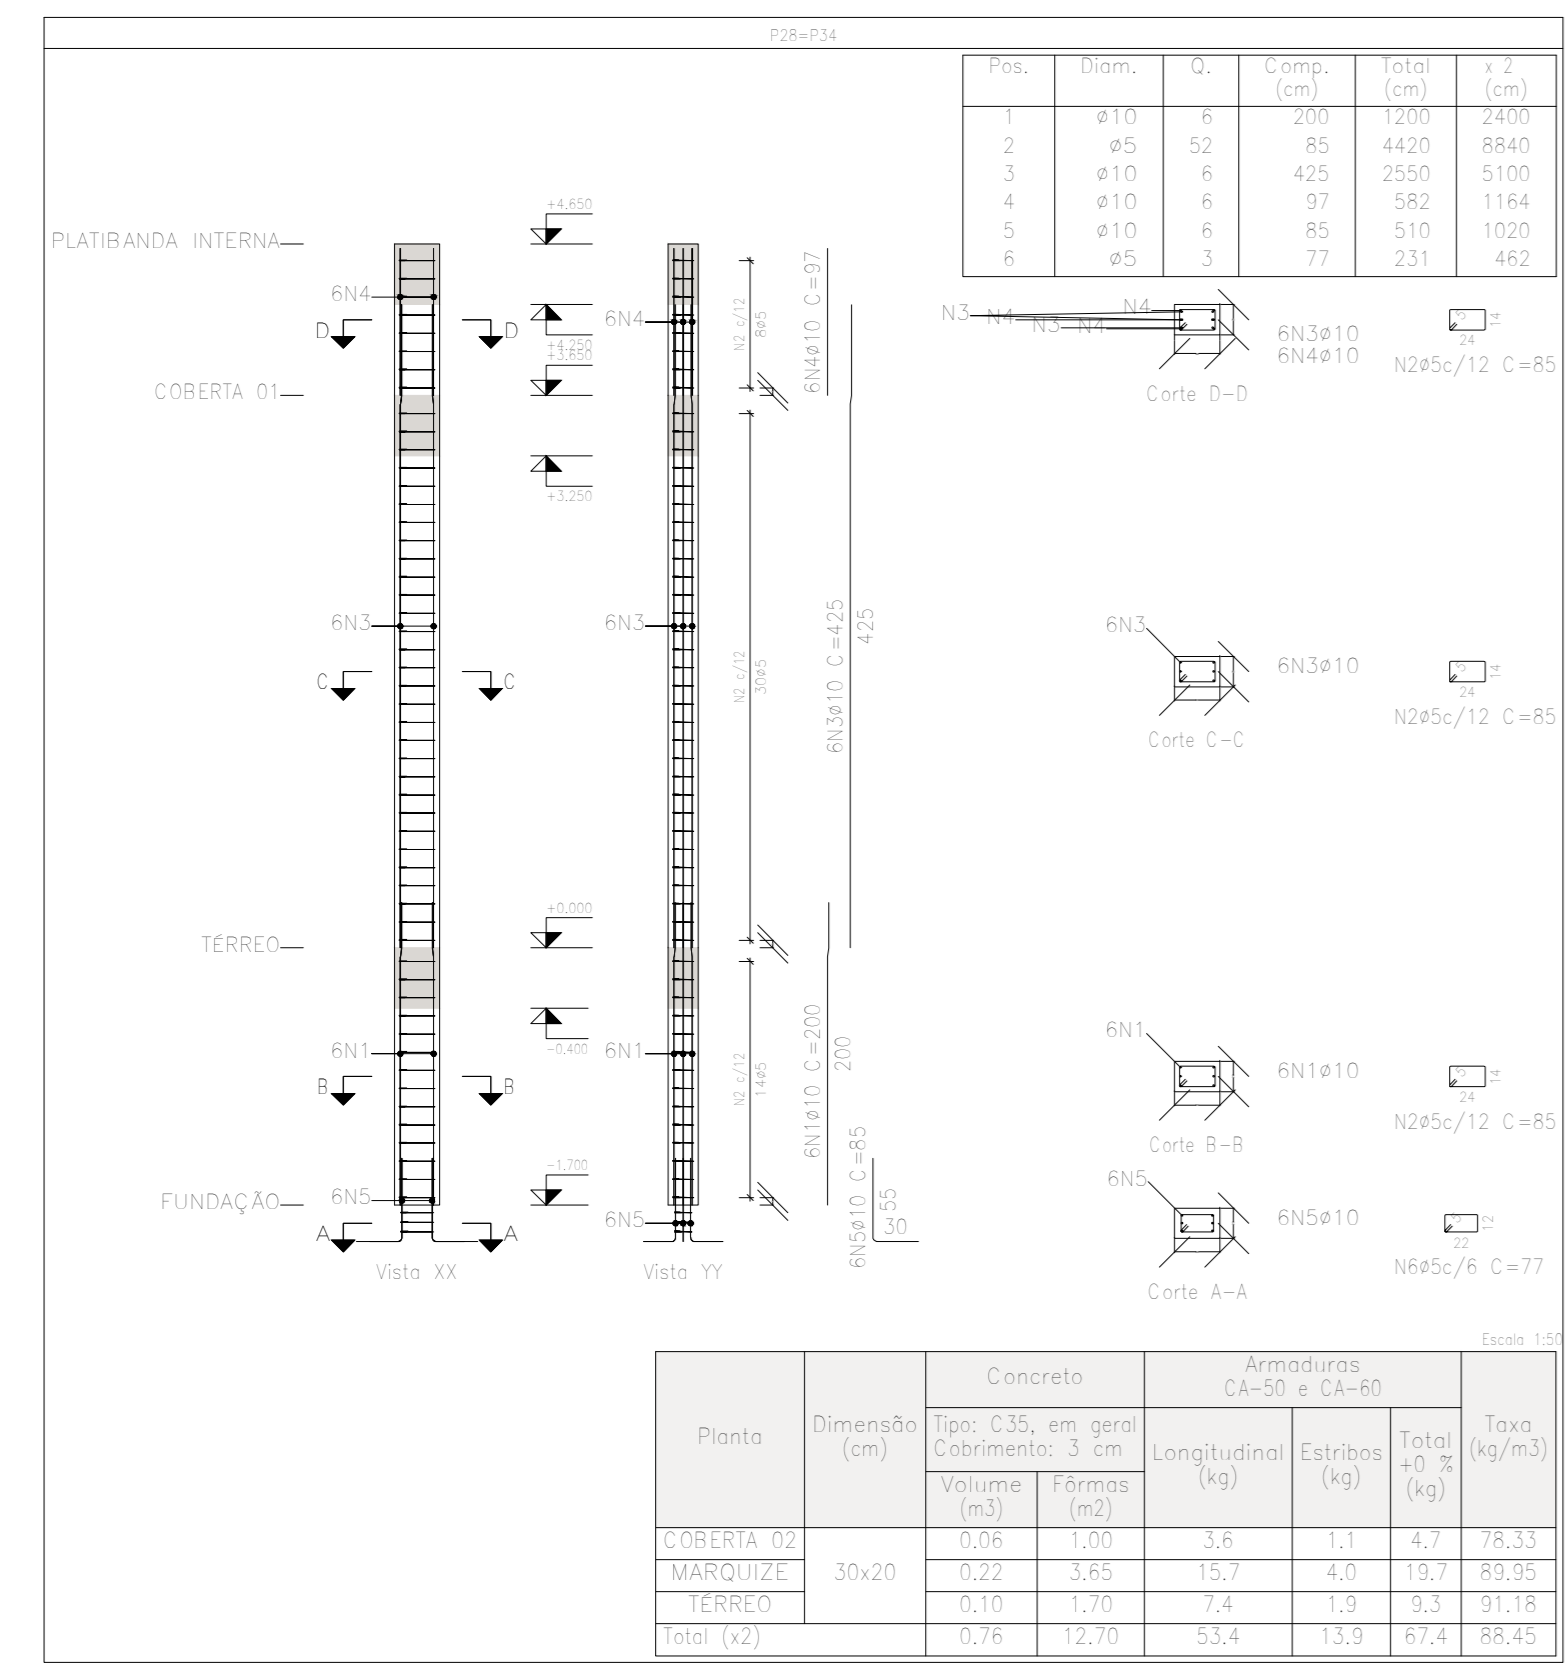 P28=P34
Pos. Diam. Q. Comp. (cm) Total (cm) x 2 (cm)
1 ø10 6 200 1200 2400
2 ø5 52 85 4420 8840
3 ø10 6 425 2550 5100
4 ø10 6 97 582 1164
5 ø10 6 85 510 1020
6 ø5 3 77 231 462
PLATIBANDA INTERNA
+4.650
6N4
D
D
+4.250
+3.650
6N4
N2 c/12
8ø5
6N4ø10 C=97
COBERTA 01
+3.250
6N3
6N3
C
C
N2 c/12
30ø5
6N3ø10 C=425
425
TÉRREO
+0.000
-0.400
6N1
6N1
B
B
N2 c/12
14ø5
6N1ø10 C=200
200
FUNDAÇÃO
-1.700
6N5
6N5
A
A
6N5ø10 C=85
55
30
Vista XX
Vista YY
N3
N4
N3
N4
N4
6N3ø10
6N4ø10
Corte D-D
5
14
24
N2ø5c/12 C=85
6N3
6N3ø10
Corte C-C
5
14
24
N2ø5c/12 C=85
6N1
6N1ø10
Corte B-B
5
14
24
N2ø5c/12 C=85
6N5
6N5ø10
Corte A-A
5
12
22
N6ø5c/6 C=77
Escala 1:50
Planta
Dimensão
(cm)
Concreto
Tipo: C35, em geral
Cobrimento: 3 cm
Volume
(m3)
Fôrmas
(m2)
Armaduras
CA-50 e CA-60
Longitudinal
(kg)
Estribos
(kg)
Total
+0 %
(kg)
Taxa
(kg/m3)
COBERTA 02 0.06 1.00 3.6 1.1 4.7 78.33
MARQUIZE 30x20 0.22 3.65 15.7 4.0 19.7 89.95
TÉRREO 0.10 1.70 7.4 1.9 9.3 91.18
Total (x2) 0.76 12.70 53.4 13.9 67.4 88.45